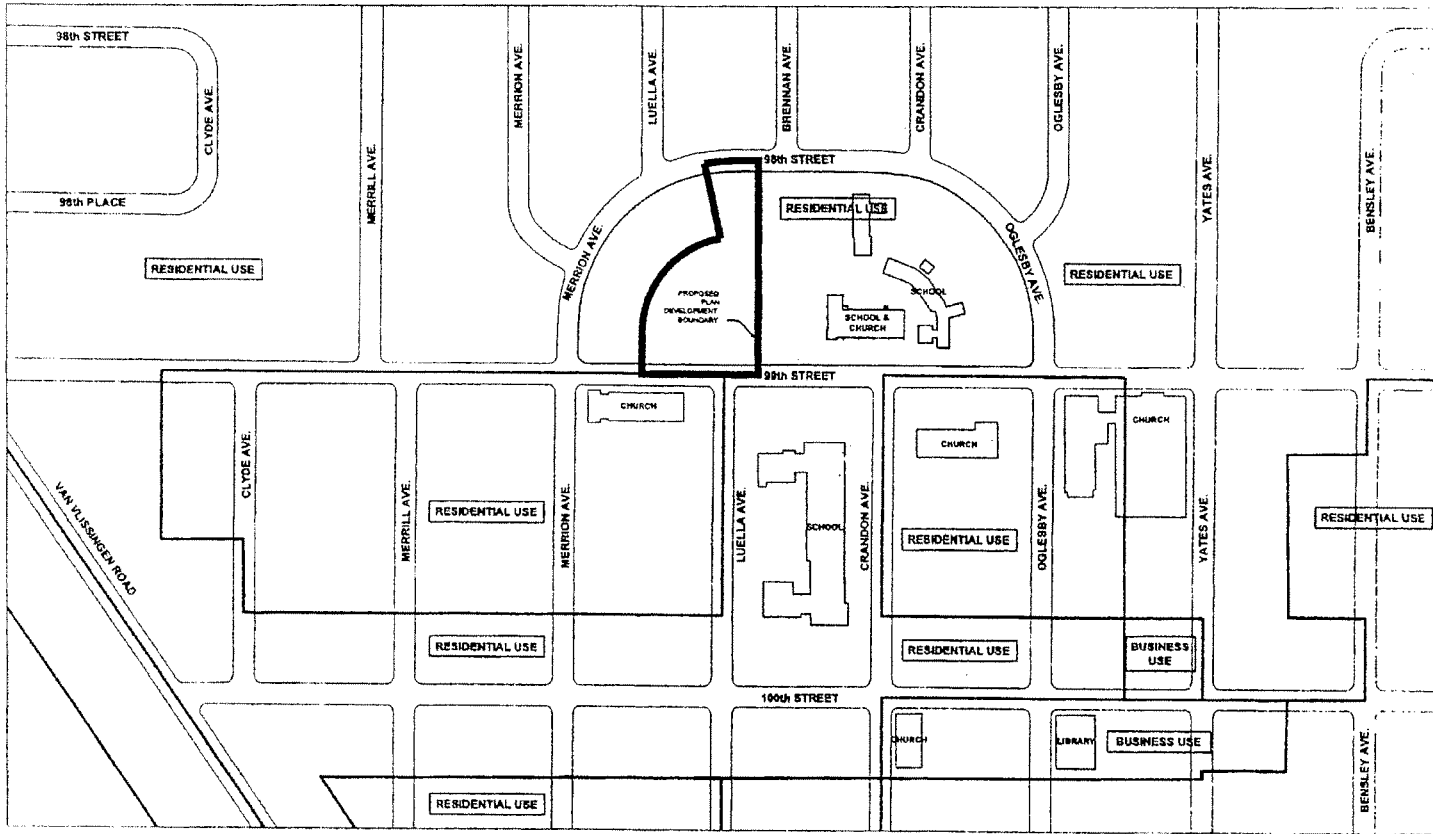 98th STREET
CLYDE AVE.
98th PLACE
MERRILL AVE.
MERRION AVE.
LUELLA AVE.
BRENNAN AVE.
CRANDON AVE.
OGLESBY AVE.
YATES AVE.
BENSLEY AVE.
98th STREET
RESIDENTIAL USE
RESIDENTIAL USE
MERRION AVE.
OGLESBY AVE.
RESIDENTIAL USE
PROPOSED
PLAN
DEVELOPMENT
BOUNDARY
SCHOOL
SCHOOL &
CHURCH
99th STREET
CHURCH
CHURCH
CHURCH
VAN VLISSINGEN ROAD
CLYDE AVE.
MERRILL AVE.
RESIDENTIAL USE
MERRION AVE.
LUELLA AVE.
SCHOOL
CRANDON AVE.
RESIDENTIAL USE
OGLESBY AVE.
YATES AVE.
RESIDENTIAL USE
RESIDENTIAL USE
RESIDENTIAL USE
BUSINESS
USE
100th STREET
CHURCH
LIBRARY
BUSINESS USE
BENSLEY AVE.
RESIDENTIAL USE